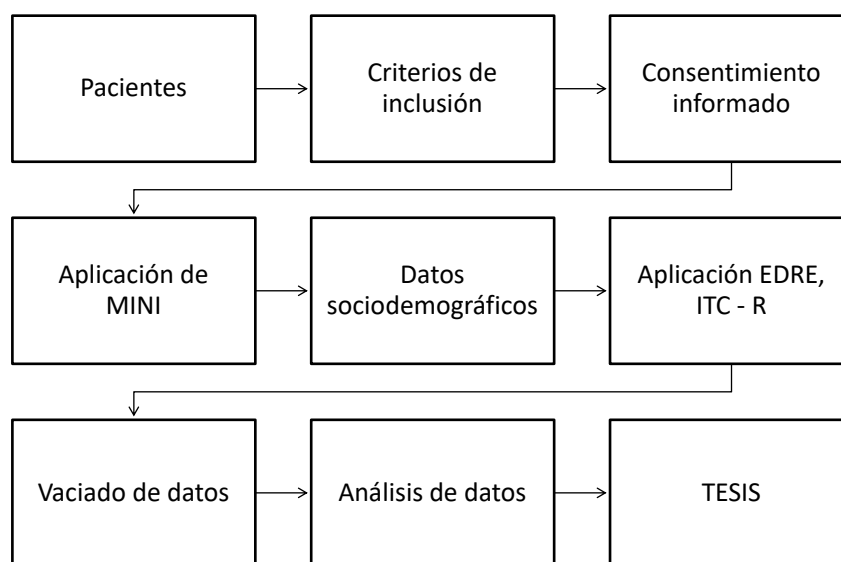 Pacientes
Criterios de
inclusión
Consentimiento
informado
Aplicación de
MINI
Datos
sociodemográficos
Aplicación EDRE,
ITC - R
Vaciado de datos
Análisis de datos
TESIS